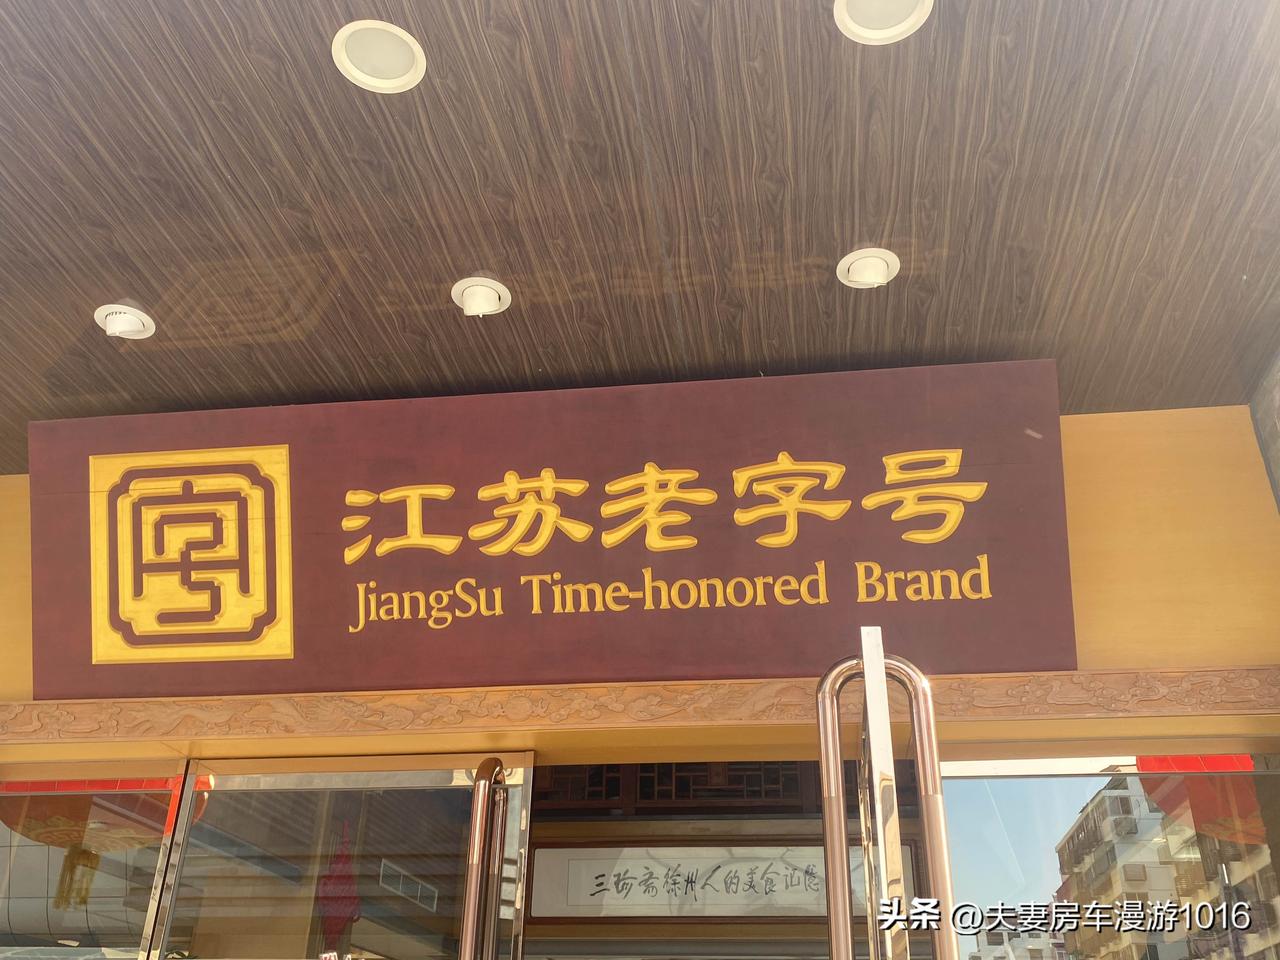 江苏老字号
JiangSu Time-honored Brand
三珍斋徐州人的美食记忆
头条 @夫妻房车漫游1016